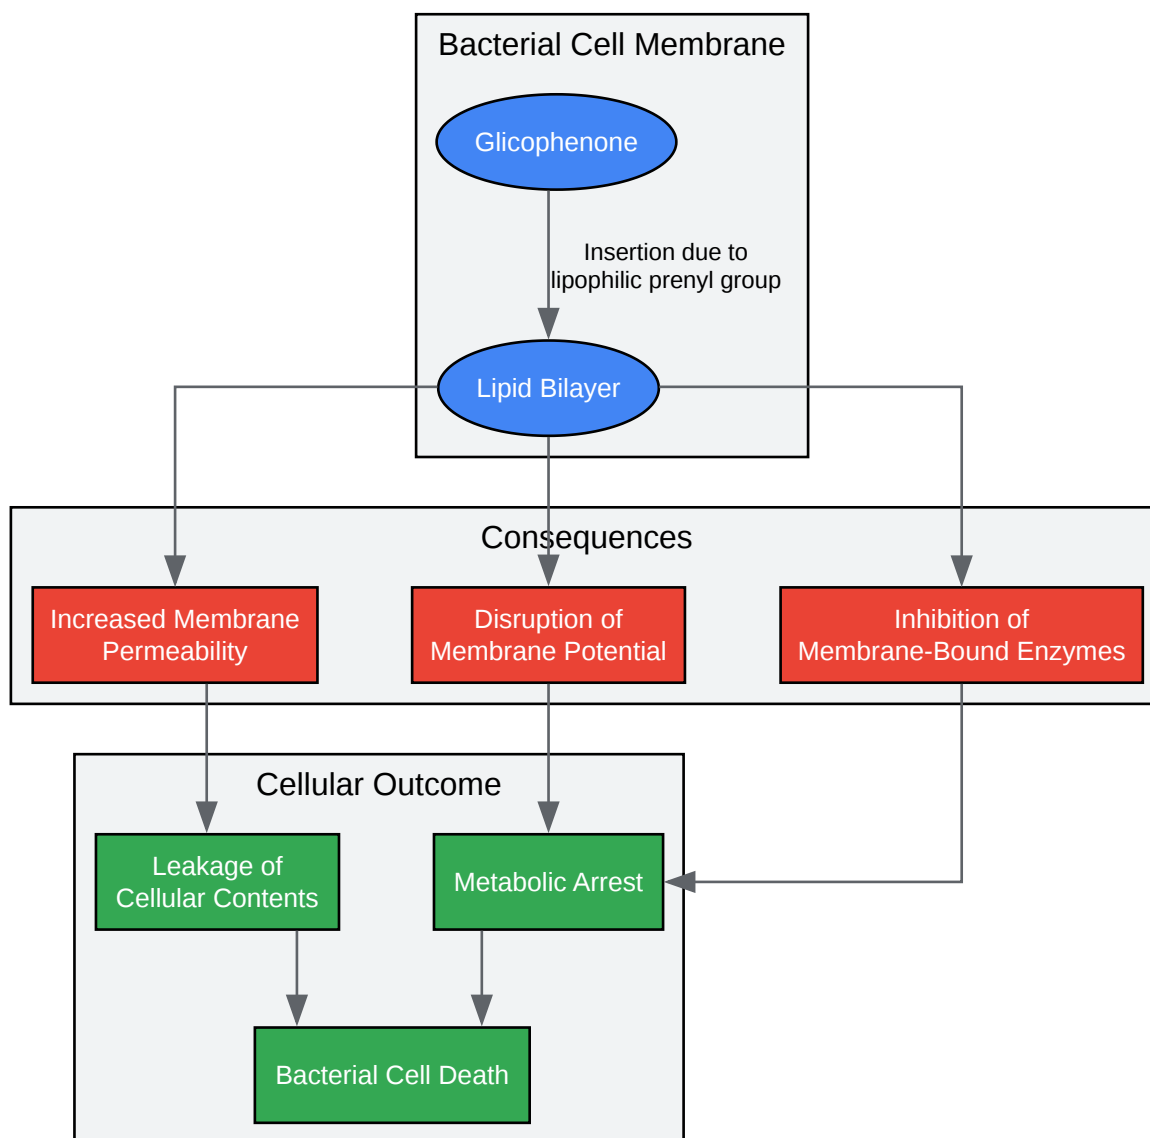 Bacterial Cell Membrane
Glicophenone
Insertion due to
lipophilic prenyl group
Lipid Bilayer
Consequences
Increased Membrane
Permeability
Disruption of
Membrane Potential
Inhibition of
Membrane-Bound Enzymes
Cellular Outcome
Leakage of
Cellular Contents
Metabolic Arrest
Bacterial Cell Death